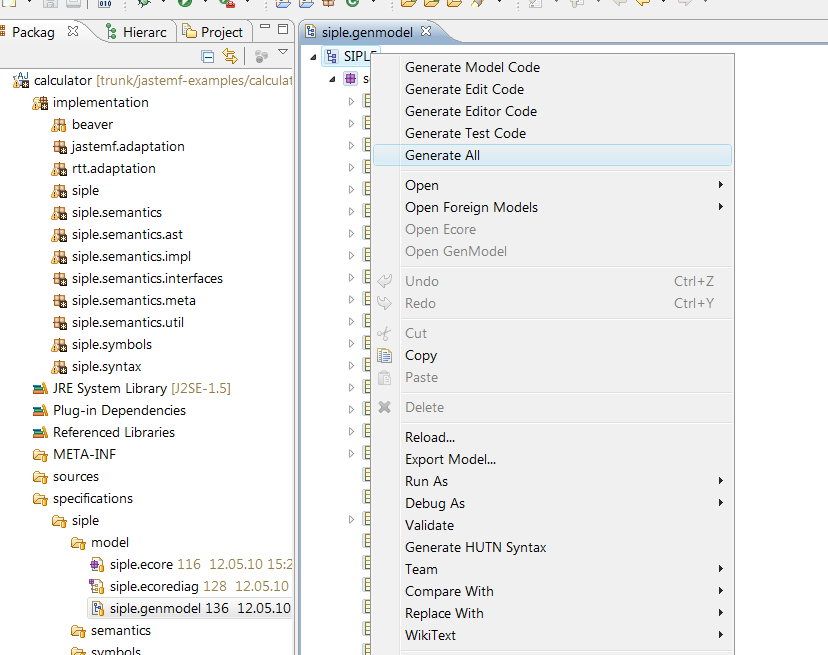 Packag
Hierarc
Project
calculator [trunk/jastemf-examples/calculat
implementation
beaver
jastemf.adaptation
rtt.adaptation
siple
siple.semantics
siple.semantics.ast
siple.semantics.impl
siple.semantics.interfaces
siple.semantics.meta
siple.semantics.util
siple.symbols
siple.syntax
JRE System Library [J2SE-1.5]
Plug-in Dependencies
Referenced Libraries
META-INF
sources
specifications
siple
model
siple.ecore 116 12.05.10 15:2
siple.ecorediag 128 12.05.10
siple.genmodel 136 12.05.10
semantics
symbols
siple.genmodel
SIPLE
s
Generate Model Code
Generate Edit Code
Generate Editor Code
Generate Test Code
Generate All
Open
Open Foreign Models
Open Ecore
Open GenModel
Undo Ctrl+Z
Redo Ctrl+Y
Cut
Copy
Paste
Delete
Reload...
Export Model...
Run As
Debug As
Validate
Generate HUTN Syntax
Team
Compare With
Replace With
WikiText